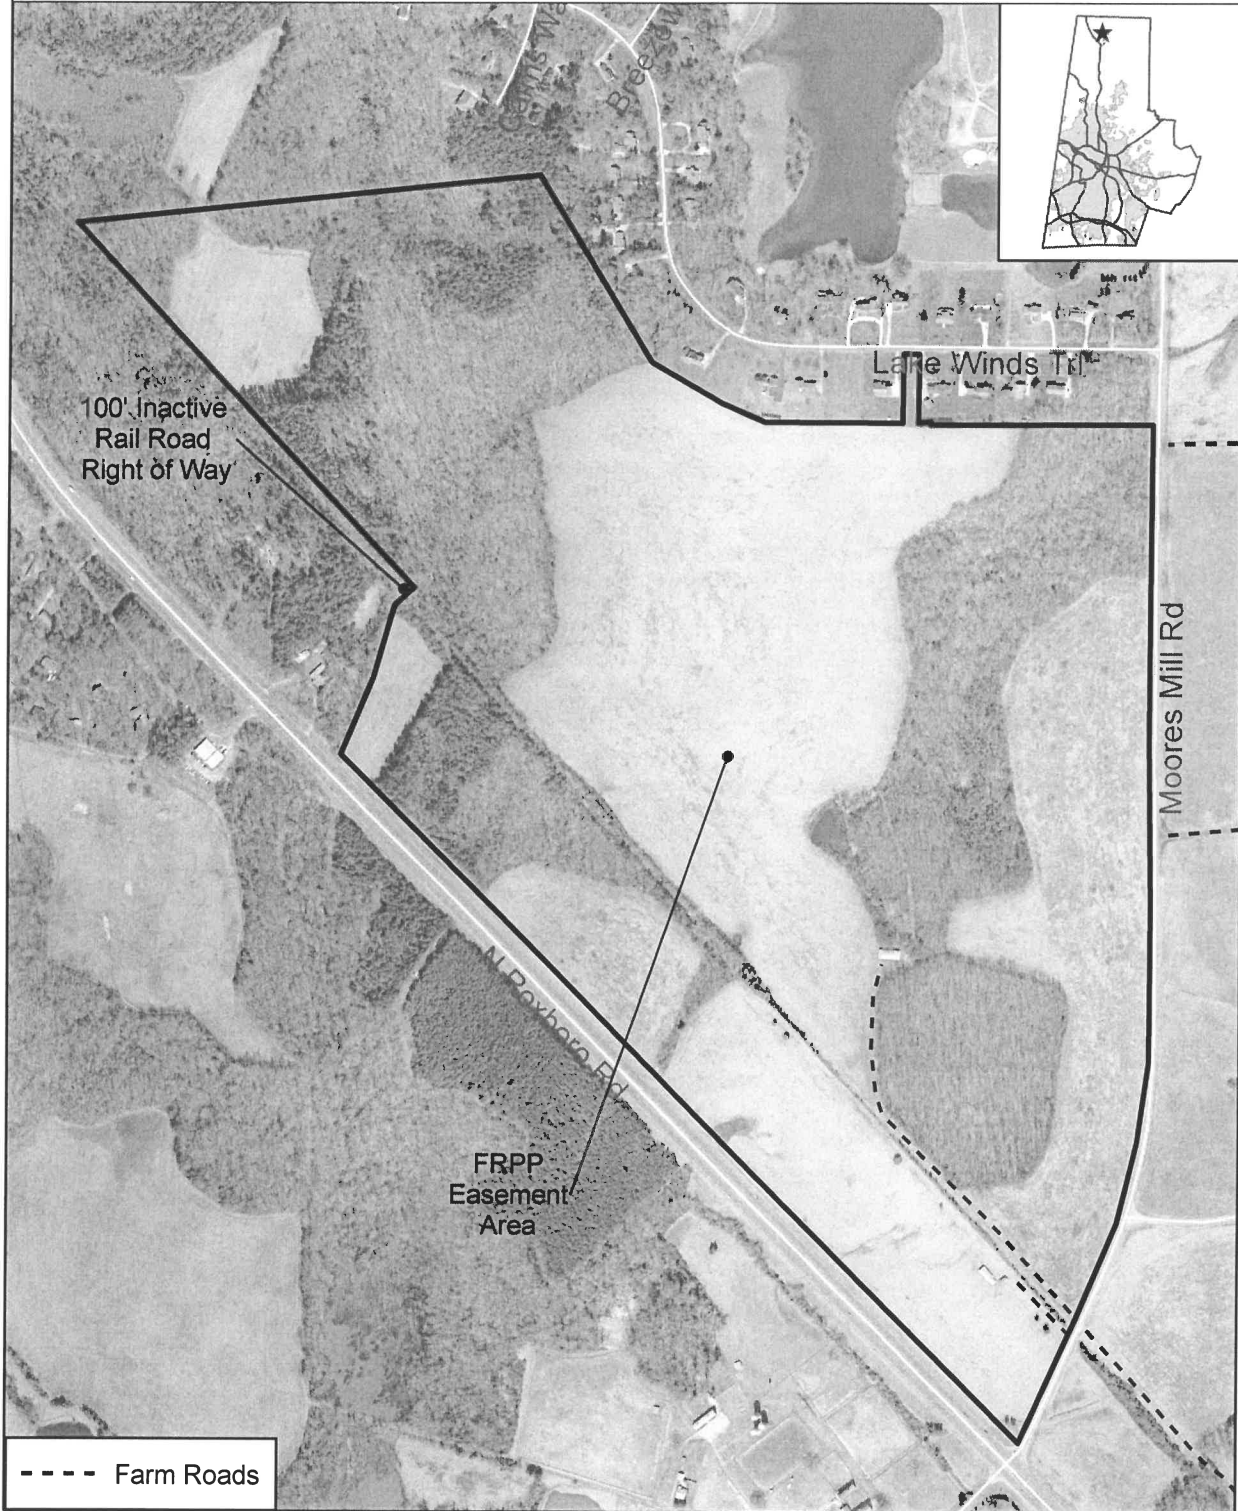 Breezew
Lake Winds Trl
100' Inactive
Rail Road
Right of Way
Moores Mill Rd
N Roxboro Rd
FRPP
Easement
Area
Farm Roads